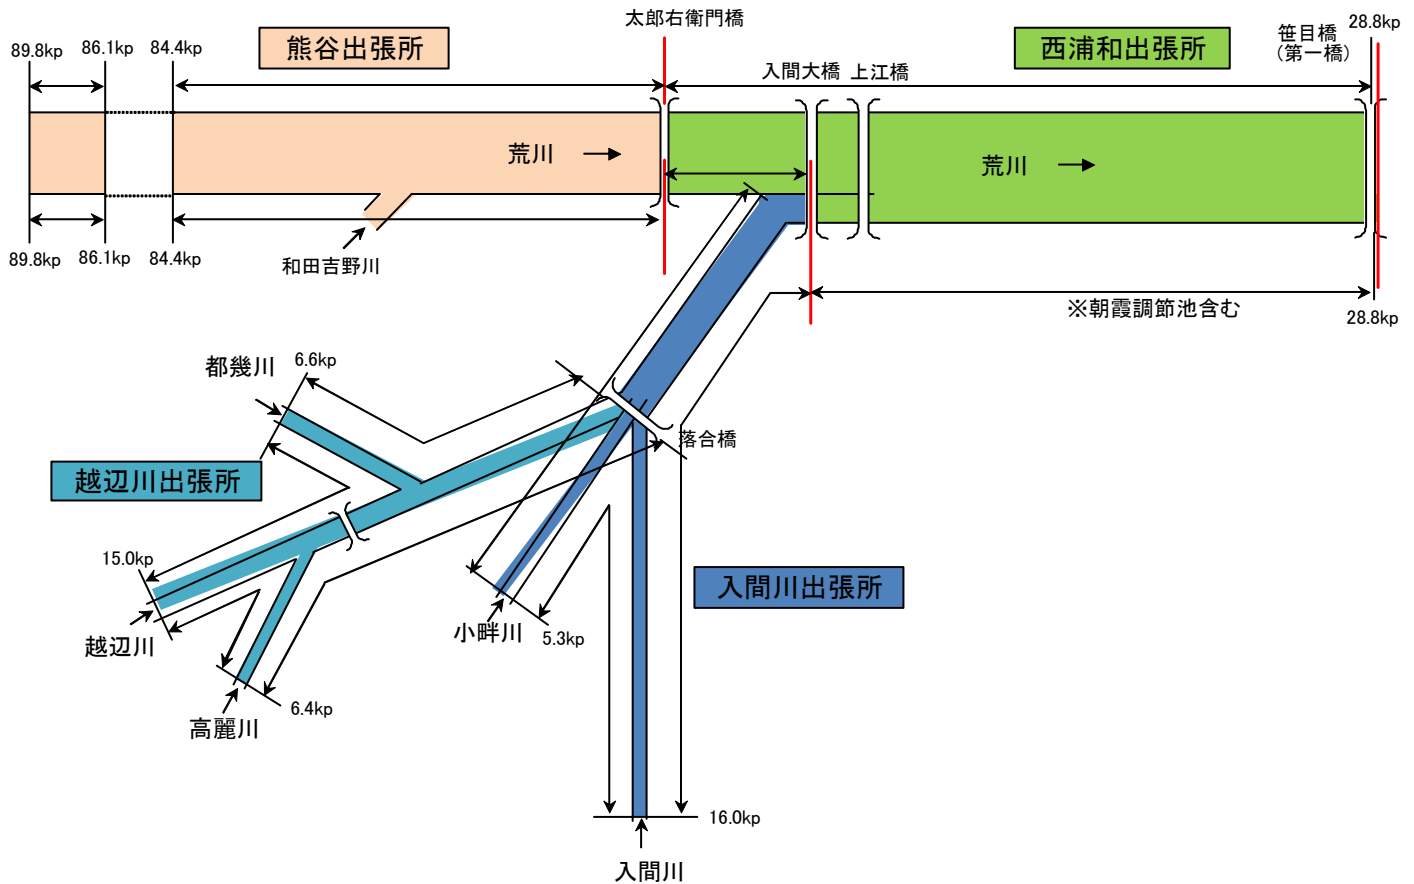 太郎右衛門橋
28.8kp
笹目橋
(第一橋)
89.8kp
86.1kp
84.4kp
熊谷出張所
西浦和出張所
入間大橋
上江橋
荒川
荒川
89.8kp
86.1kp
84.4kp
和田吉野川
※朝霞調節池含む
28.8kp
都幾川
6.6kp
落合橋
越辺川出張所
15.0kp
入間川出張所
越辺川
小畔川
5.3kp
高麗川
6.4kp
16.0kp
入間川